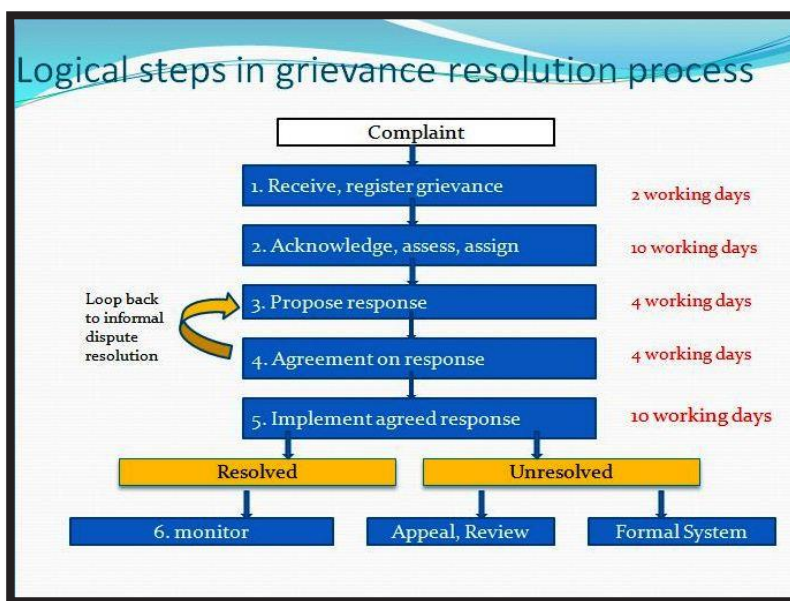 Logical steps in grievance resolution process
Complaint
1. Receive, register grievance
2 working days
2. Acknowledge, assess, assign
10 working days
Loop back
to informal
dispute
resolution
3. Propose response
4 working days
4. Agreement on response
4 working days
5. Implement agreed response
10 working days
Resolved
Unresolved
6. monitor
Appeal, Review
Formal System